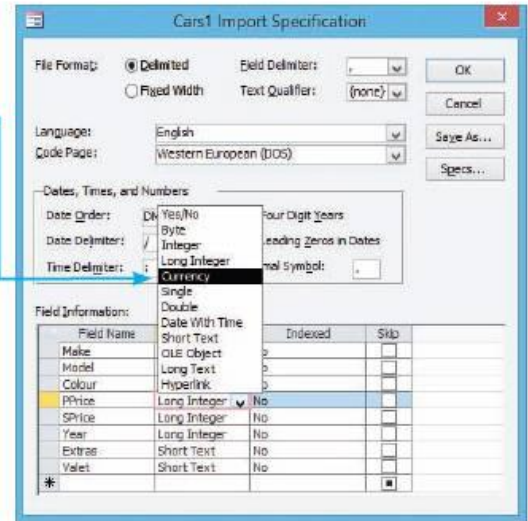 Cars1 Import Specification
File Format: Delimited Field Delimiter: , OK
Fixed Width Text Qualifier: {none} Cancel
Language: English Save As...
Code Page: Western European (DOS) Specs...
Dates, Times, and Numbers
Date Order: DM Four Digit Years
Date Delimiter: / Leading Zeros in Dates
Time Delimiter: : mal Symbol: .
Yes/No
Byte
Integer
Long Integer
Currency
Single
Double
Date With Time
Short Text
OLE Object
Long Text
Hyperlink
Field Information:
Field Name Indexed Skip
Make
Model
Colour
PPrice Long Integer No
SPrice Long Integer No
Year Long Integer No
Extras Short Text No
Valet Short Text No
*